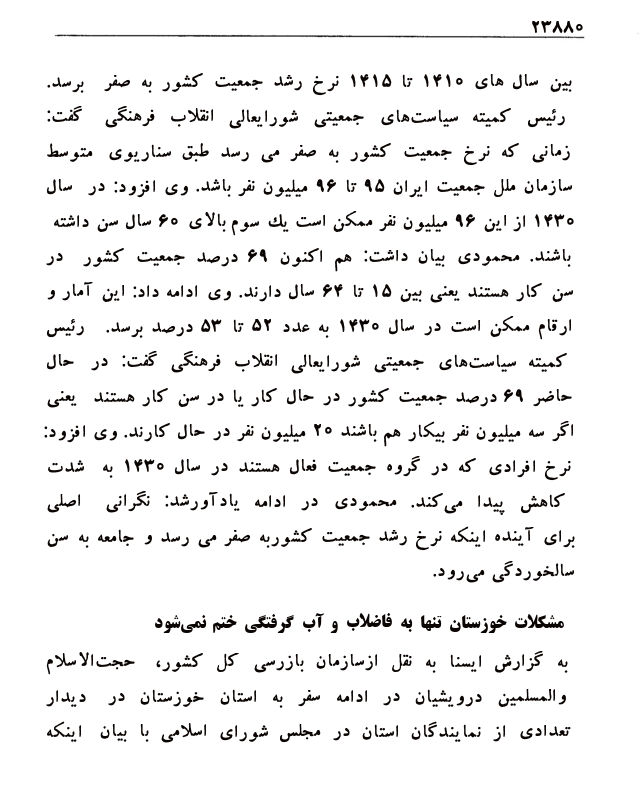 ۲۳۸۸۰
بین سال های ۱۴۱۰ تا ۱۴۱۵ نرخ رشد جمعیت کشور به صفر برسد.
رئیس کمیته سیاست‌های جمعیتی شورایعالی انقلاب فرهنگی گفت:
زمانی که نرخ جمعیت کشور به صفر می رسد طبق سناریوی متوسط
سازمان ملل جمعیت ایران ۹۵ تا ۹۶ میلیون نفر باشد. وی افزود: در سال
۱۴۳۰ از این ۹۶ میلیون نفر ممکن است یك سوم بالای ۶۰ سال سن داشته
باشند. محمودی بیان داشت: هم اکنون ۶۹ درصد جمعیت کشور در
سن کار هستند یعنی بین ۱۵ تا ۶۴ سال دارند. وی ادامه داد: این آمار و
ارقام ممکن است در سال ۱۴۳۰ به عدد ۵۲ تا ۵۳ درصد برسد. رئیس
کمیته سیاست‌های جمعیتی شورایعالی انقلاب فرهنگی گفت: در حال
حاضر ۶۹ درصد جمعیت کشور در حال کار یا در سن کار هستند یعنی
اگر سه میلیون نفر بیکار هم باشند ۲۰ میلیون نفر در حال کارند. وی افزود:
نرخ افرادی که در گروه جمعیت فعال هستند در سال ۱۴۳۰ به شدت
کاهش پیدا می‌کند. محمودی در ادامه یادآورشد: نگرانی اصلی
برای آینده اینکه نرخ رشد جمعیت کشوربه صفر می رسد و جامعه به سن
سالخوردگی می‌رود.
مشکلات خوزستان تنها به فاضلاب و آب گرفتگی ختم نمی‌شود
به گزارش ایسنا به نقل ازسازمان بازرسی کل کشور، حجت‌الاسلام
والمسلمین درویشیان در ادامه سفر به استان خوزستان در دیدار
تعدادی از نمایندگان استان در مجلس شورای اسلامی با بیان اینکه